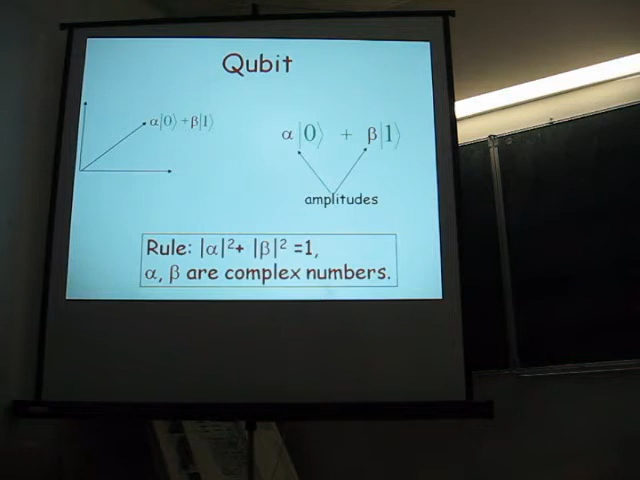 Qubit
α|0⟩ + β|1⟩
α|0⟩ + β|1⟩
amplitudes
Rule: |α|²+ |β|² =1,
α, β are complex numbers.